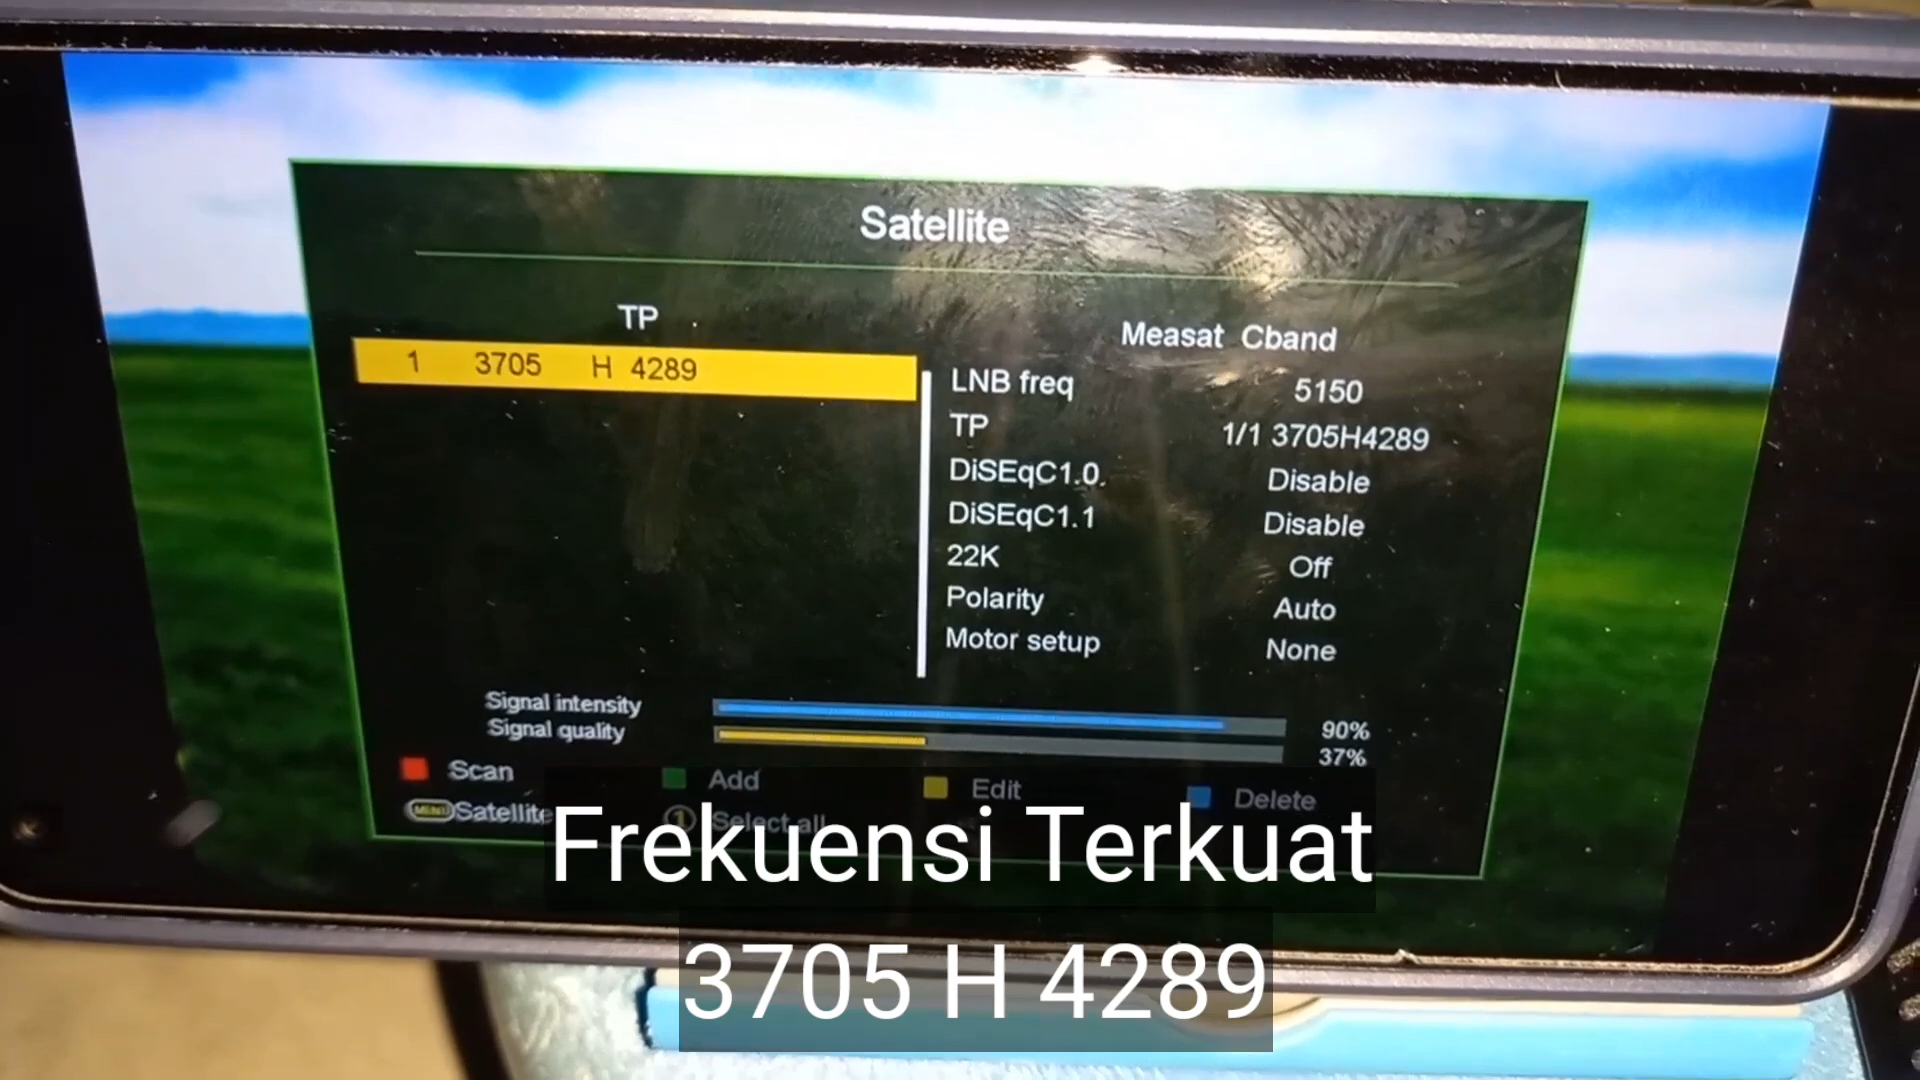 Satellite
TP
1 3705 H 4289
Measat Cband
LNB freq 5150
TP 1/1 3705H4289
DiSEqC1.0. Disable
DiSEqC1.1 Disable
22K Off
Polarity Auto
Motor setup None
Signal intensity 90%
Signal quality 37%
Scan Add Edit Delete
MENU Satellite 1 Select all
Frekuensi Terkuat
3705 H 4289